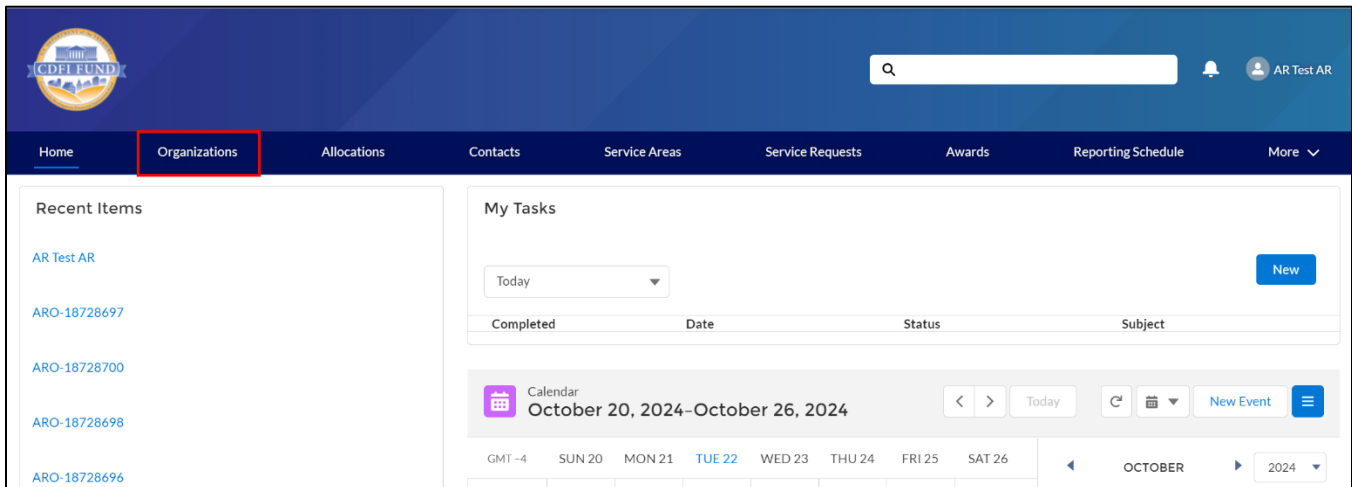 CDFI FUND
AR Test AR
Home Organizations Allocations Contacts Service Areas Service Requests Awards Reporting Schedule More
Recent Items
AR Test AR
ARO-18728697
ARO-18728700
ARO-18728698
ARO-18728696
My Tasks
Today
New
Completed Date Status Subject
Calendar
October 20, 2024–October 26, 2024
Today
New Event
GMT −4 SUN 20 MON 21 TUE 22 WED 23 THU 24 FRI 25 SAT 26
OCTOBER 2024